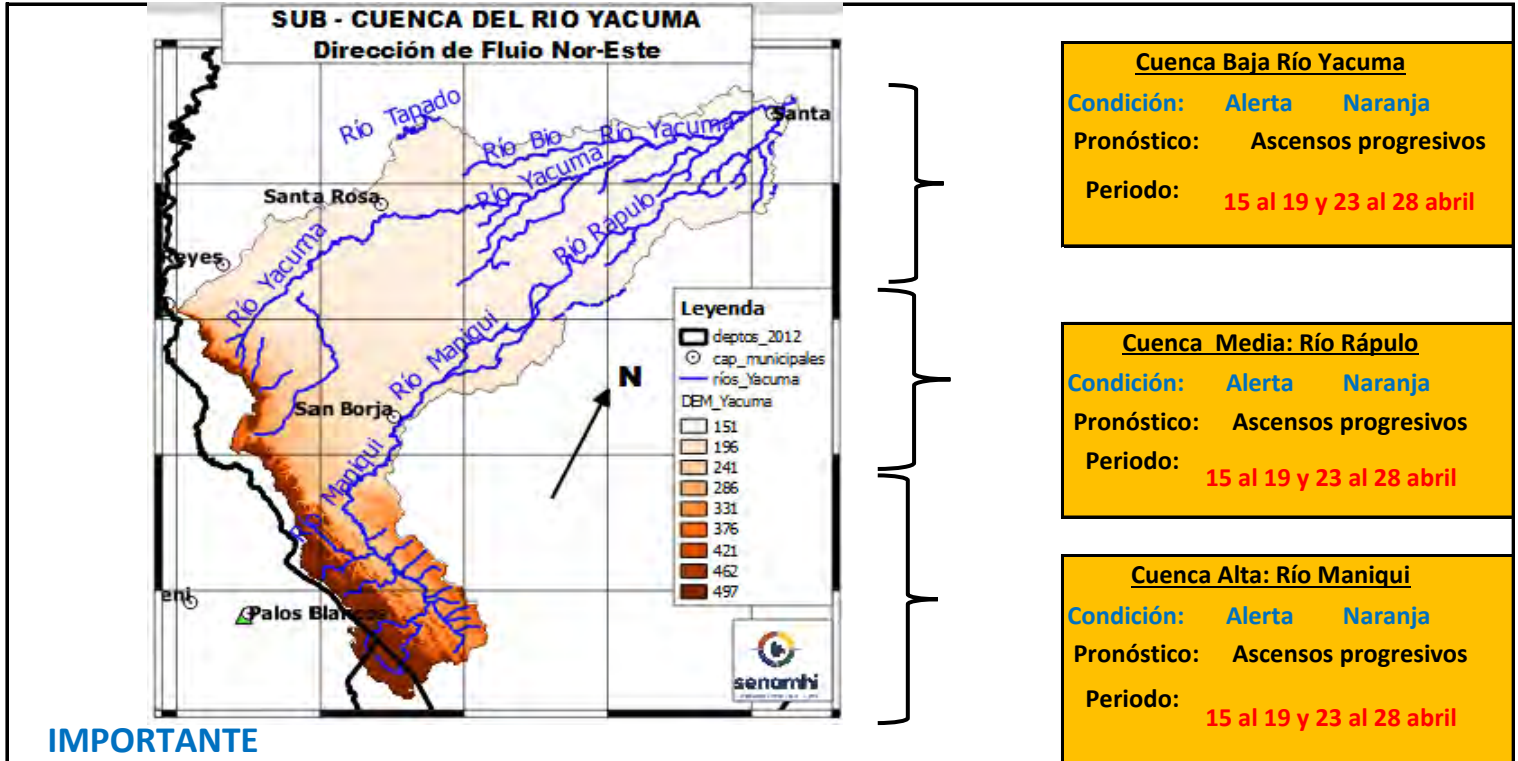 SUB - CUENCA DEL RIO YACUMA
Dirección de Fluio Nor-Este
Río Tapado
Río Bio
Río Yacuma
Santa
Río Yacuma
Santa Rosa
Río Rápulo
Reyes
Río Yacuma
Río Maniqui
San Borja
Río Maniqui
eni
Palos Blancos
N
Leyenda
deptos_2012
cap_municipales
ríos_Yacuma
DEM_Yacuma
151
196
241
286
331
376
421
462
497
senamhi
Cuenca Baja Río Yacuma
Condición: Alerta Naranja
Pronóstico: Ascensos progresivos
Periodo: 15 al 19 y 23 al 28 abril
Cuenca Media: Río Rápulo
Condición: Alerta Naranja
Pronóstico: Ascensos progresivos
Periodo: 15 al 19 y 23 al 28 abril
Cuenca Alta: Río Maniqui
Condición: Alerta Naranja
Pronóstico: Ascensos progresivos
Periodo: 15 al 19 y 23 al 28 abril
IMPORTANTE